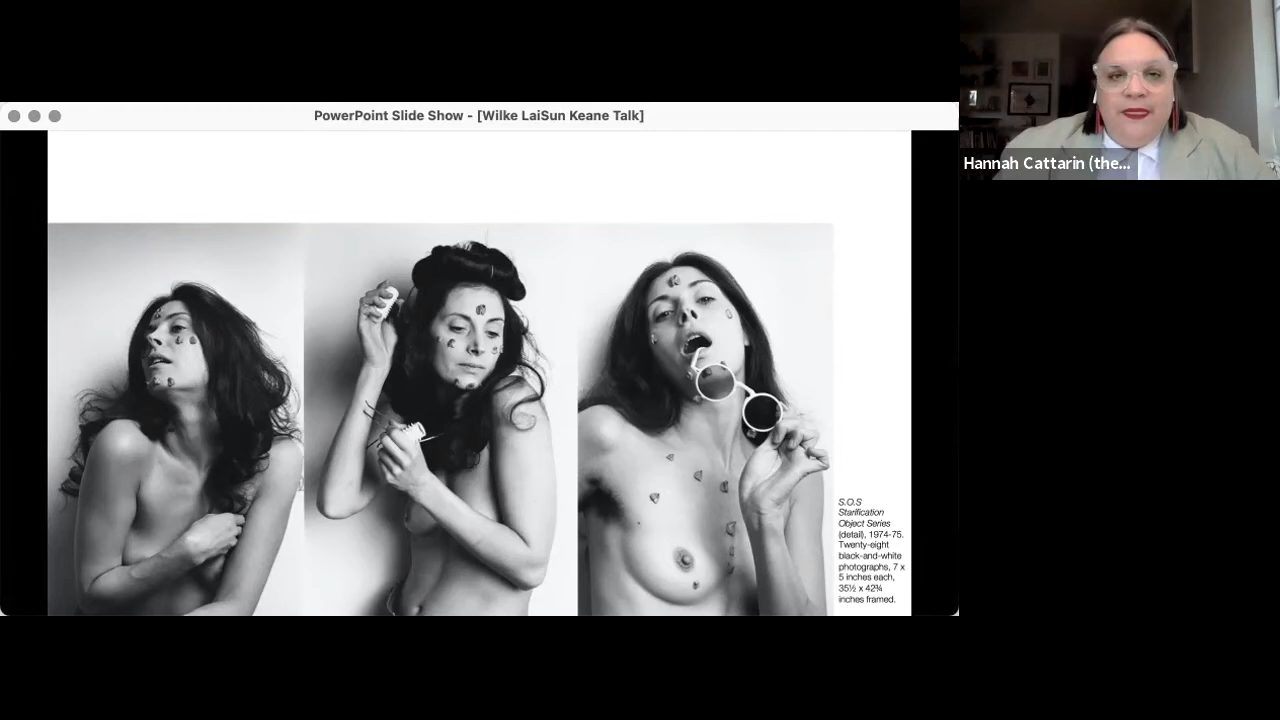 PowerPoint Slide Show - [Wilke LaiSun Keane Talk]
Hannah Cattarin (the...
S.O.S
Starification
Object Series
(detail), 1974-75.
Twenty-eight
black-and-white
photographs, 7 x
5 inches each,
35½ x 42¾
inches framed.